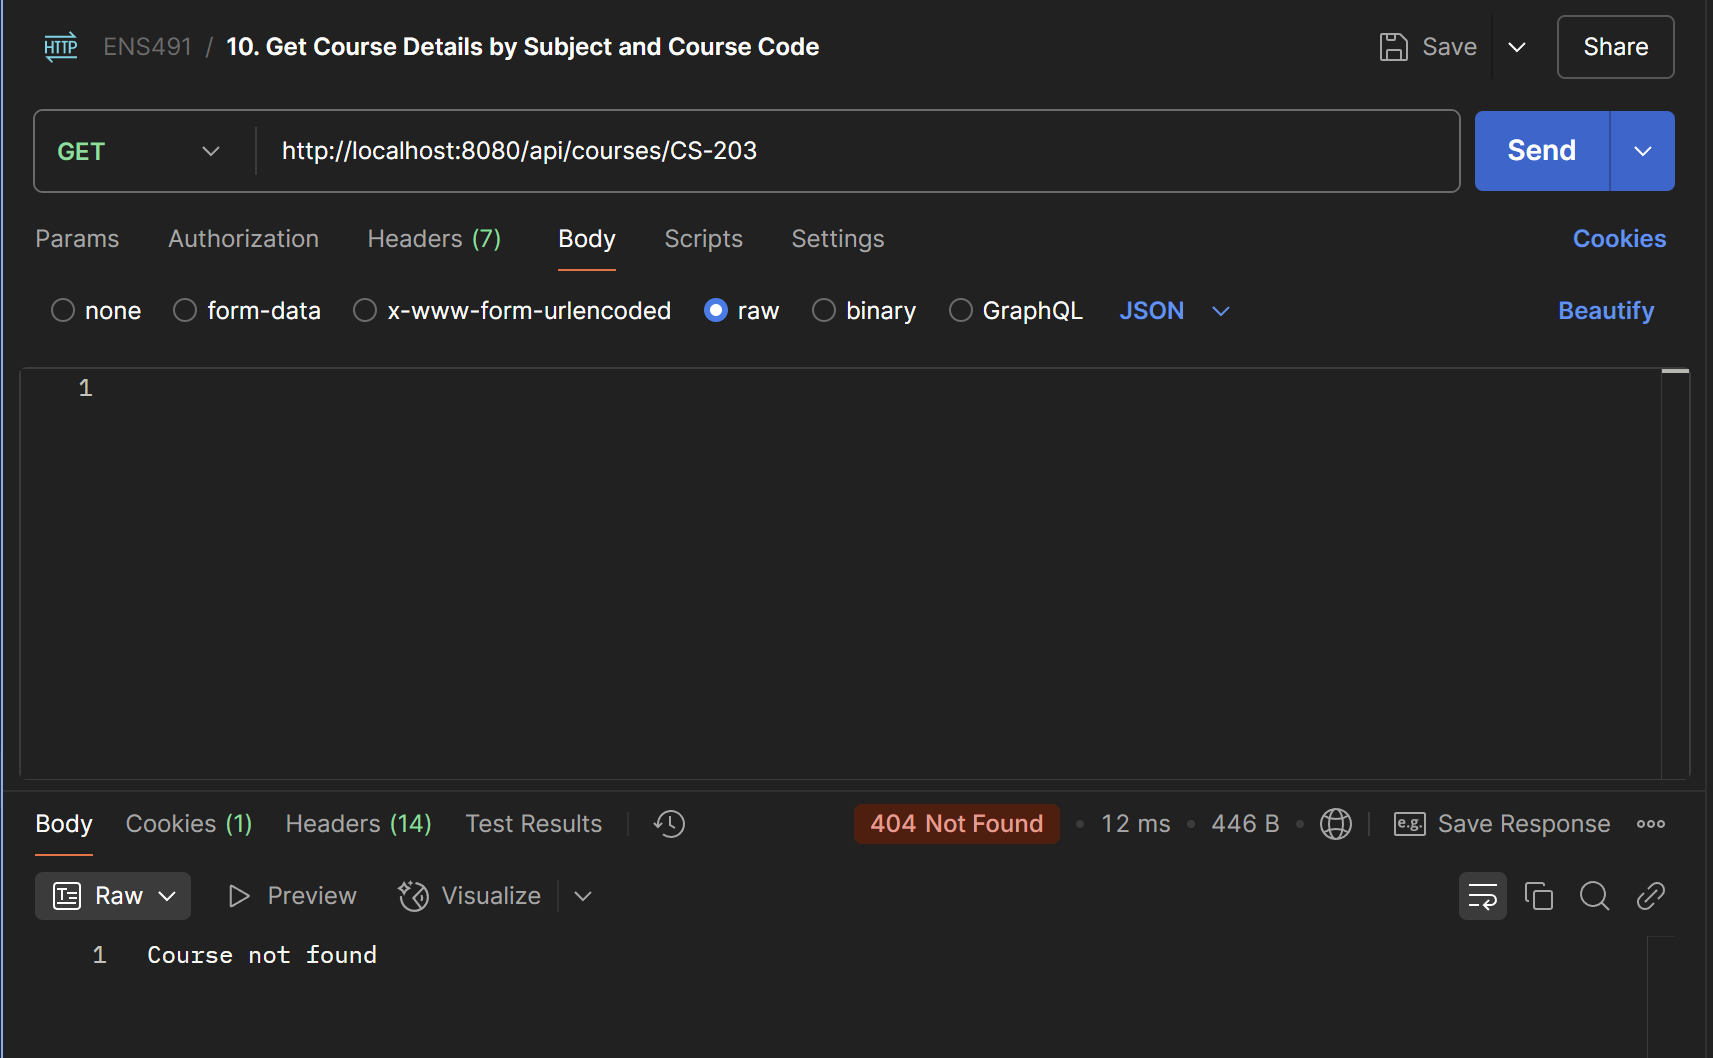 HTTP ENS491 / 10. Get Course Details by Subject and Course Code Save Share
GET http://localhost:8080/api/courses/CS-203 Send
Params Authorization Headers (7) Body Scripts Settings Cookies
none form-data x-www-form-urlencoded raw binary GraphQL JSON Beautify
1
Body Cookies (1) Headers (14) Test Results 404 Not Found 12 ms 446 B e.g. Save Response
Raw Preview Visualize
1 Course not found